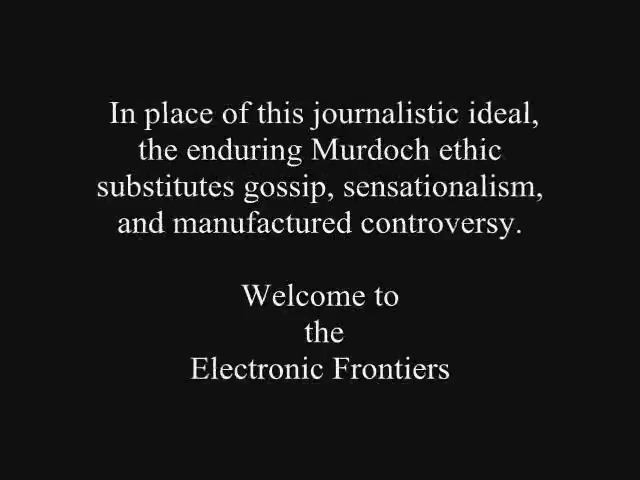 In place of this journalistic ideal,
the enduring Murdoch ethic
substitutes gossip, sensationalism,
and manufactured controversy.
Welcome to
the
Electronic Frontiers